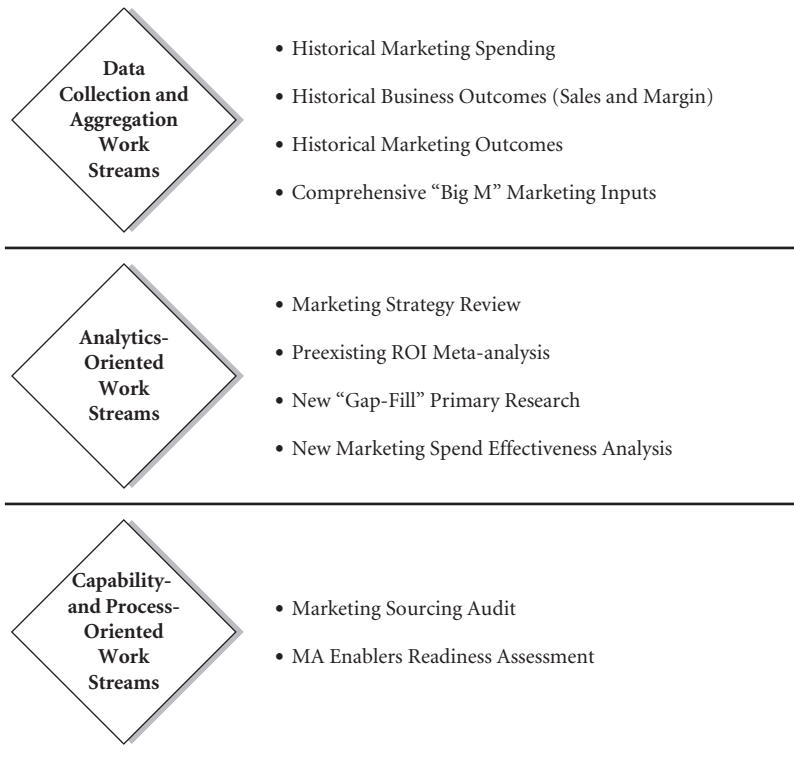 Data
Collection and
Aggregation
Work
Streams
• Historical Marketing Spending
• Historical Business Outcomes (Sales and Margin)
• Historical Marketing Outcomes
• Comprehensive “Big M” Marketing Inputs
Analytics-
Oriented
Work
Streams
• Marketing Strategy Review
• Preexisting ROI Meta-analysis
• New “Gap-Fill” Primary Research
• New Marketing Spend Effectiveness Analysis
Capability-
and Process-
Oriented
Work
Streams
• Marketing Sourcing Audit
• MA Enablers Readiness Assessment